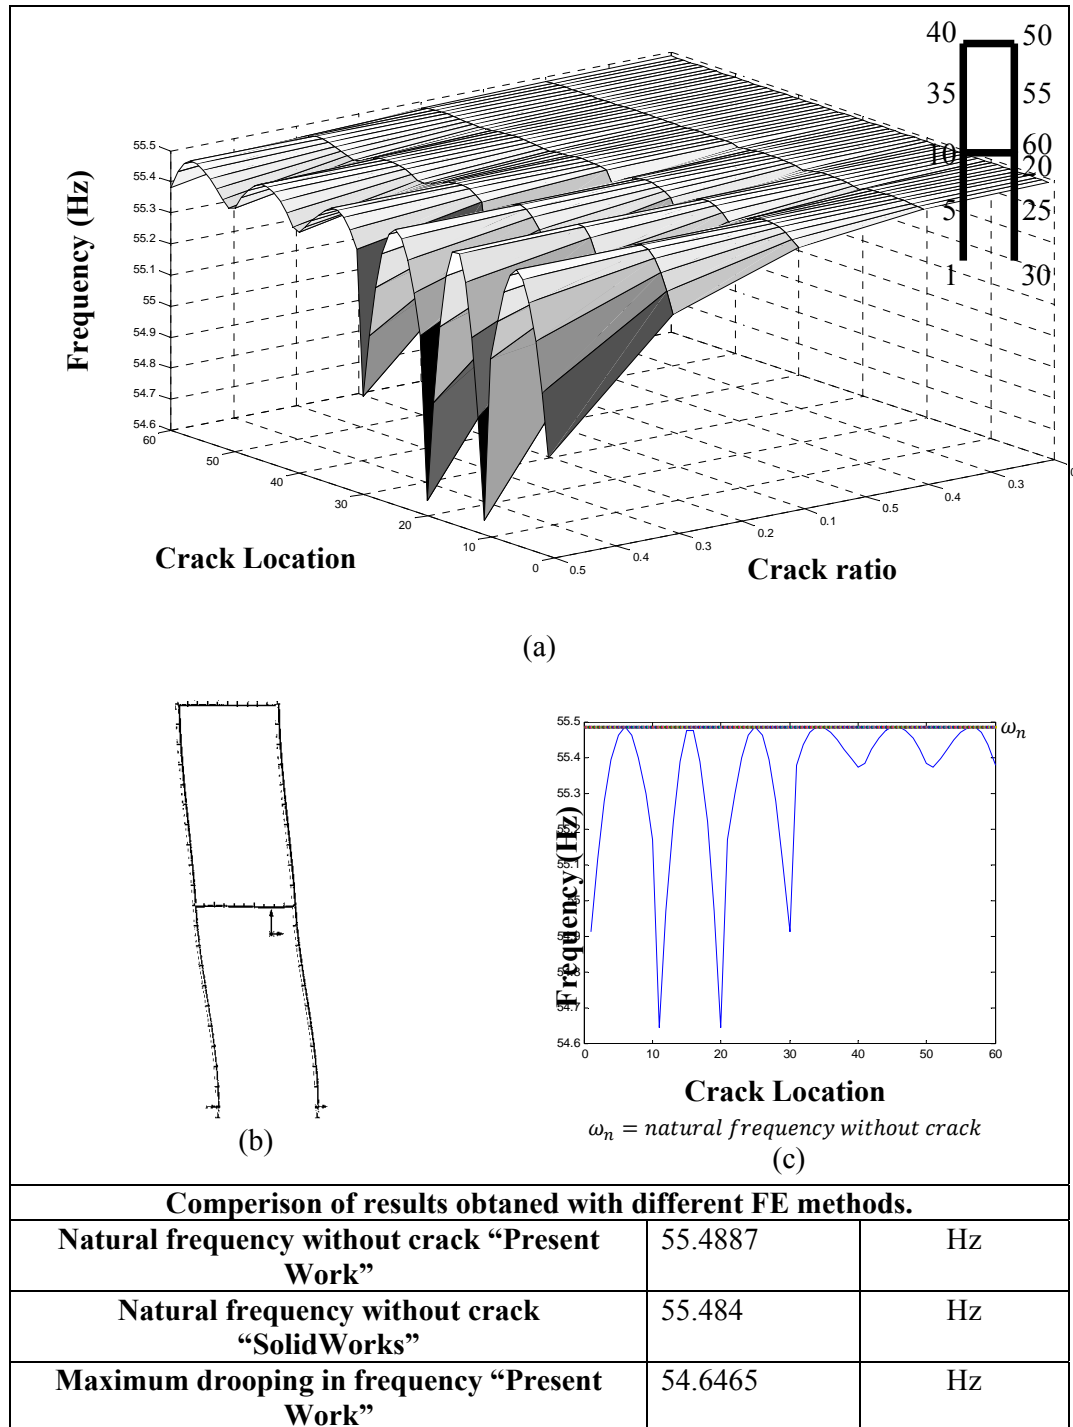 40 50
35 55
10 60
20
5 25
1 30
Frequency (Hz)
55.5
55.4
55.3
55.2
55.1
55
54.9
54.8
54.7
54.6
60
50
40
30
20
10
0
0.5
0.4
0.3
0.2
0.1
0.5
0.4
0.3
Crack Location
Crack ratio
(a)
(b)
Frequency (Hz)
55.5
55.4
55.3
55.2
55.1
55
54.9
54.8
54.7
54.6
0 10 20 30 40 50 60
ωn
Crack Location
ωn = natural frequency without crack
(c)
Comperison of results obtaned with different FE methods.
Natural frequency without crack “Present 55.4887 Hz
Work”
Natural frequency without crack 55.484 Hz
“SolidWorks”
Maximum drooping in frequency “Present 54.6465 Hz
Work”